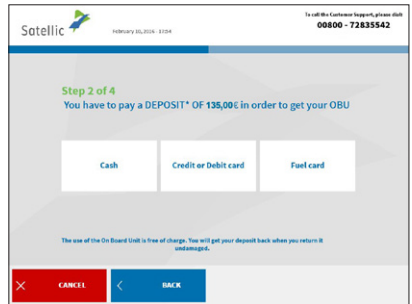 Satellic
February 10, 2016 - 17:04
To call the Customer Support, please dial:
00800 - 72835542
Step 2 of 4
You have to pay a DEPOSIT* OF 135,00€ in order to get your OBU
Cash
Credit or Debit card
Fuel card
The use of the On Board Unit is free of charge. You will get your deposit back when you return it
undamaged.
CANCEL
BACK